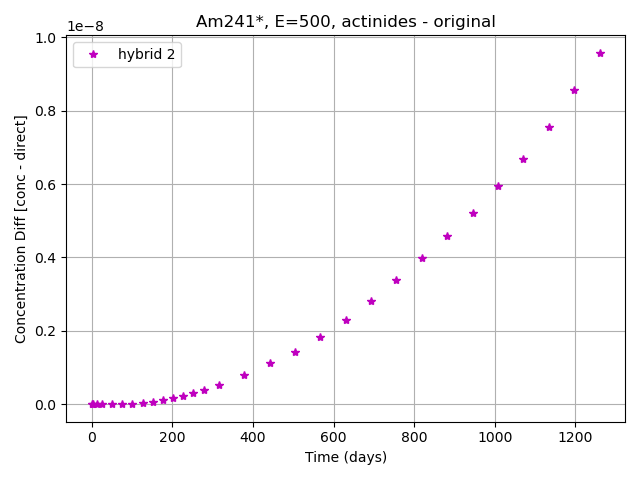 Am241*, E=500, actinides - original
1e−8
hybrid 2
1.0
0.8
0.6
0.4
0.2
0.0
Concentration Diff [conc - direct]
0 200 400 600 800 1000 1200
Time (days)